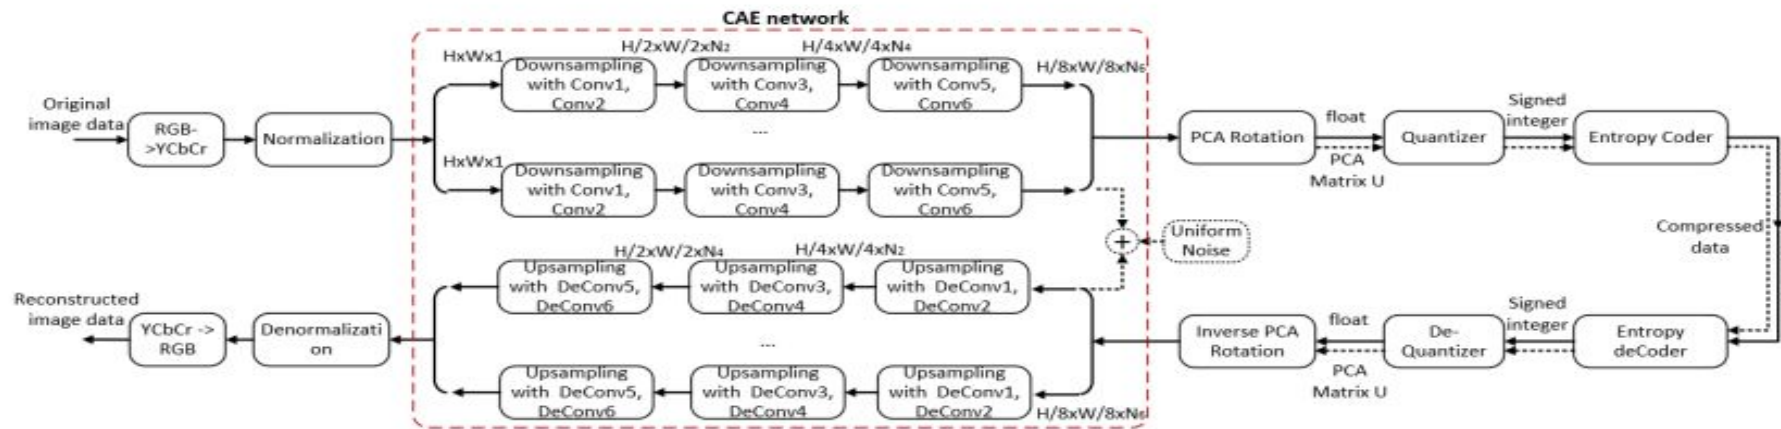 CAE network
HxWx1
H/2xW/2xN₂
H/4xW/4xN₄
H/8xW/8xN₆
Downsampling
with Conv1,
Conv2
Downsampling
with Conv3,
Conv4
Downsampling
with Conv5,
Conv6
...
Original
image data
RGB-
>YCbCr
Normalization
HxWx1
Downsampling
with Conv1,
Conv2
Downsampling
with Conv3,
Conv4
Downsampling
with Conv5,
Conv6
PCA Rotation
float
PCA
Matrix U
Quantizer
Signed
integer
Entropy Coder
Uniform
Noise
+
Compressed
data
H/2xW/2xN₄
H/4xW/4xN₂
Upsampling
with DeConv5,
DeConv6
Upsampling
with DeConv3,
DeConv4
Upsampling
with DeConv1,
DeConv2
...
Reconstructed
image data
YCbCr ->
RGB
Denormalizati
on
Upsampling
with DeConv5,
DeConv6
Upsampling
with DeConv3,
DeConv4
Upsampling
with DeConv1,
DeConv2
H/8xW/8xN₆
Inverse PCA
Rotation
float
PCA
Matrix U
De-
Quantizer
Signed
integer
Entropy
deCoder